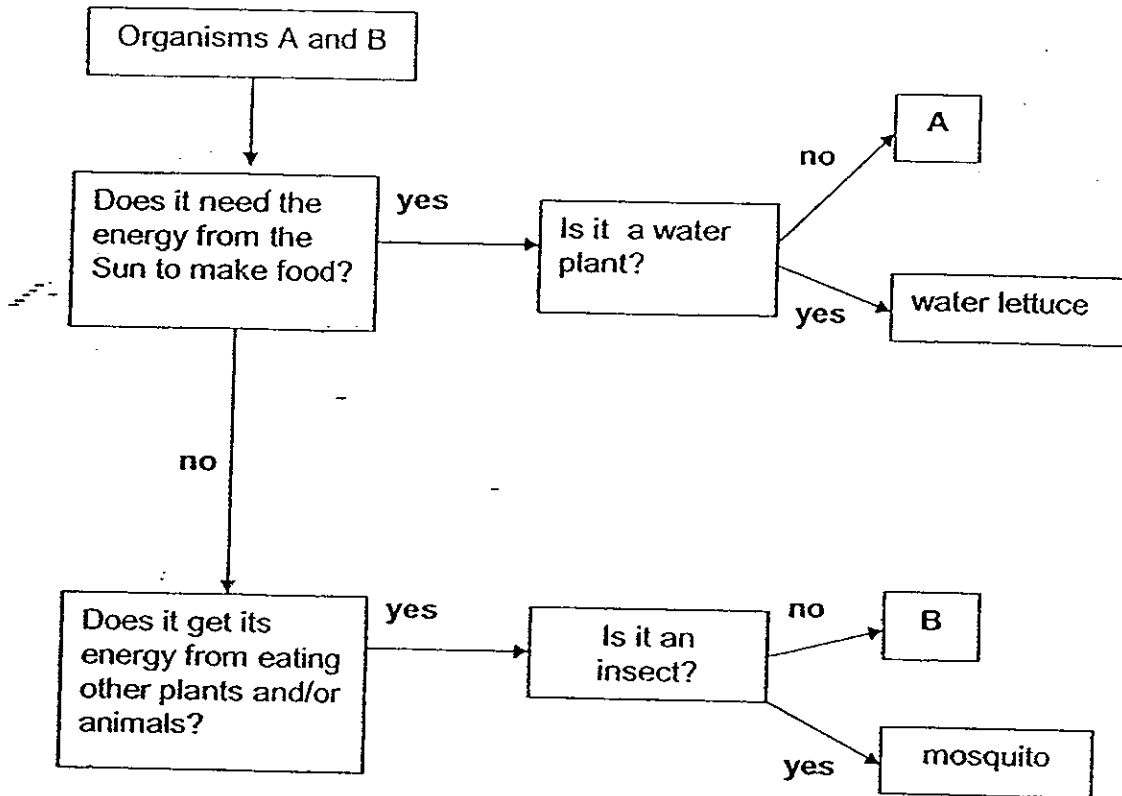 Organisms A and B
Does it need the
energy from the
Sun to make food?
yes
Is it a water
plant?
no
A
yes
water lettuce
no
Does it get its
energy from eating
other plants and/or
animals?
yes
Is it an
insect?
no
B
yes
mosquito